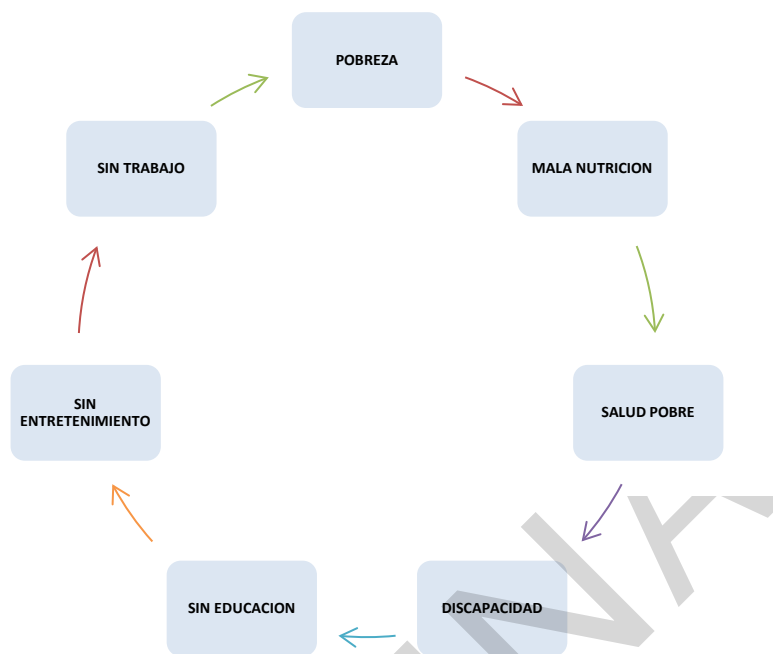 POBREZA
MALA NUTRICION
SALUD POBRE
DISCAPACIDAD
SIN EDUCACION
SIN
ENTRETENIMIENTO
SIN TRABAJO